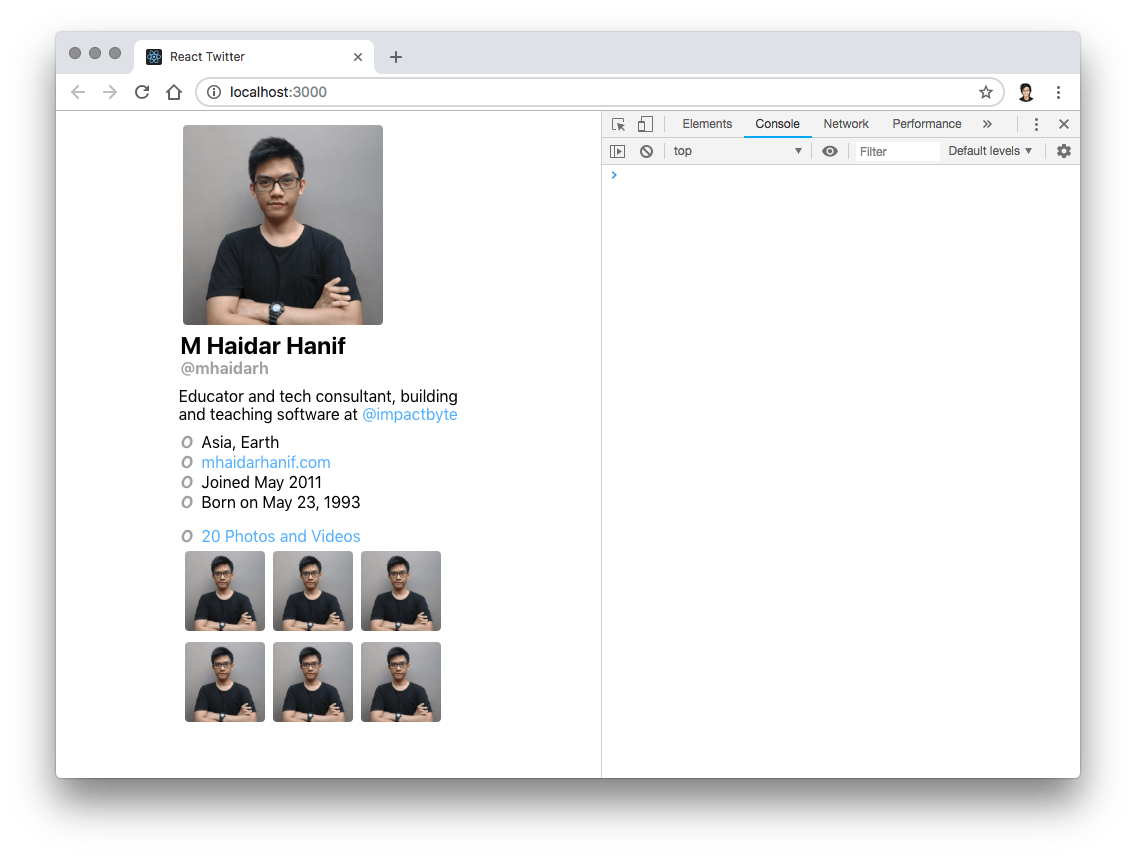 React Twitter
localhost:3000
Elements Console Network Performance »
top Filter Default levels
M Haidar Hanif
@mhaidarh
Educator and tech consultant, building
and teaching software at @impactbyte
O Asia, Earth
O mhaidarhanif.com
O Joined May 2011
O Born on May 23, 1993
O 20 Photos and Videos